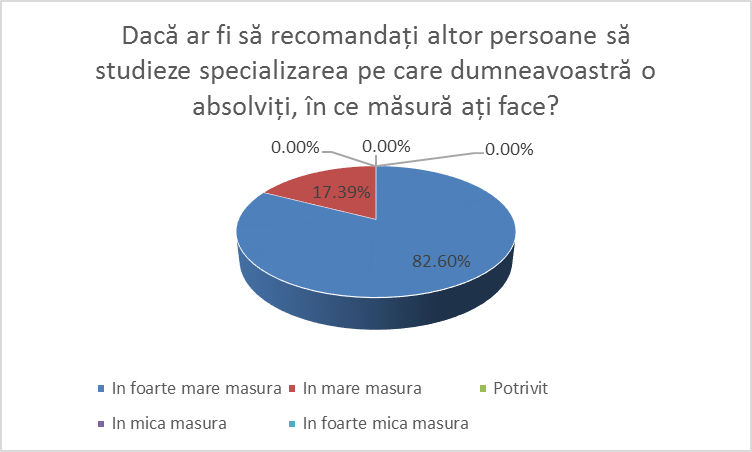 Dacă ar fi să recomandați altor persoane să
studieze specializarea pe care dumneavoastră o
absolviți, în ce măsură ați face?
0.00%
0.00%
0.00%
17.39%
82.60%
In foarte mare masura
In mare masura
Potrivit
In mica masura
In foarte mica masura